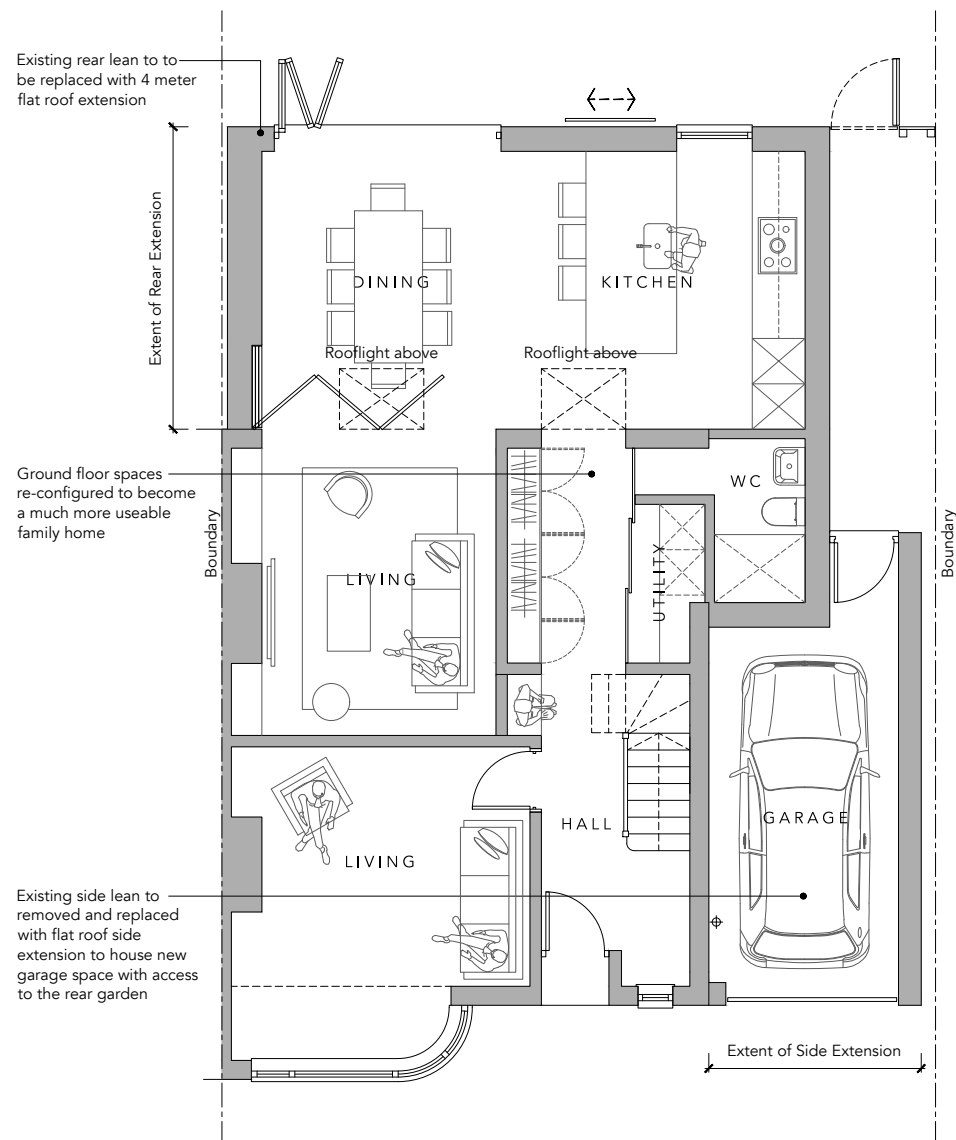 Existing rear lean to to
be replaced with 4 meter
flat roof extension
Extent of Rear Extension
DINING
KITCHEN
Rooflight above
Rooflight above
Ground floor spaces
re-configured to become
a much more useable
family home
Boundary
WC
Boundary
LIVING
UTILITY
HALL
GARAGE
LIVING
Existing side lean to
removed and replaced
with flat roof side
extension to house new
garage space with access
to the rear garden
Extent of Side Extension